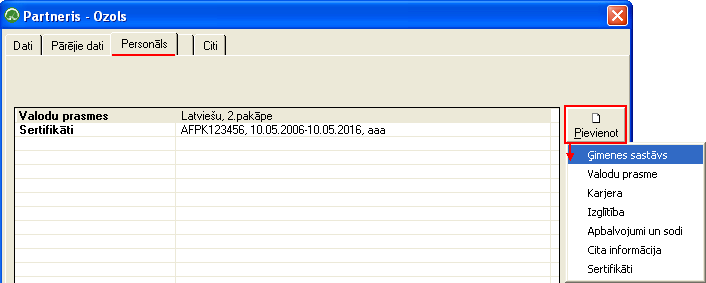 Partneris - Ozols
Dati
Pārējie dati
Personāls
Citi
Valodu prasmes Latviešu, 2.pakāpe
Sertifikāti AFPK123456, 10.05.2006-10.05.2016, aaa
Pievienot
Ģimenes sastāvs
Valodu prasme
Karjera
Izglītība
Apbalvojumi un sodi
Cita informācija
Sertifikāti